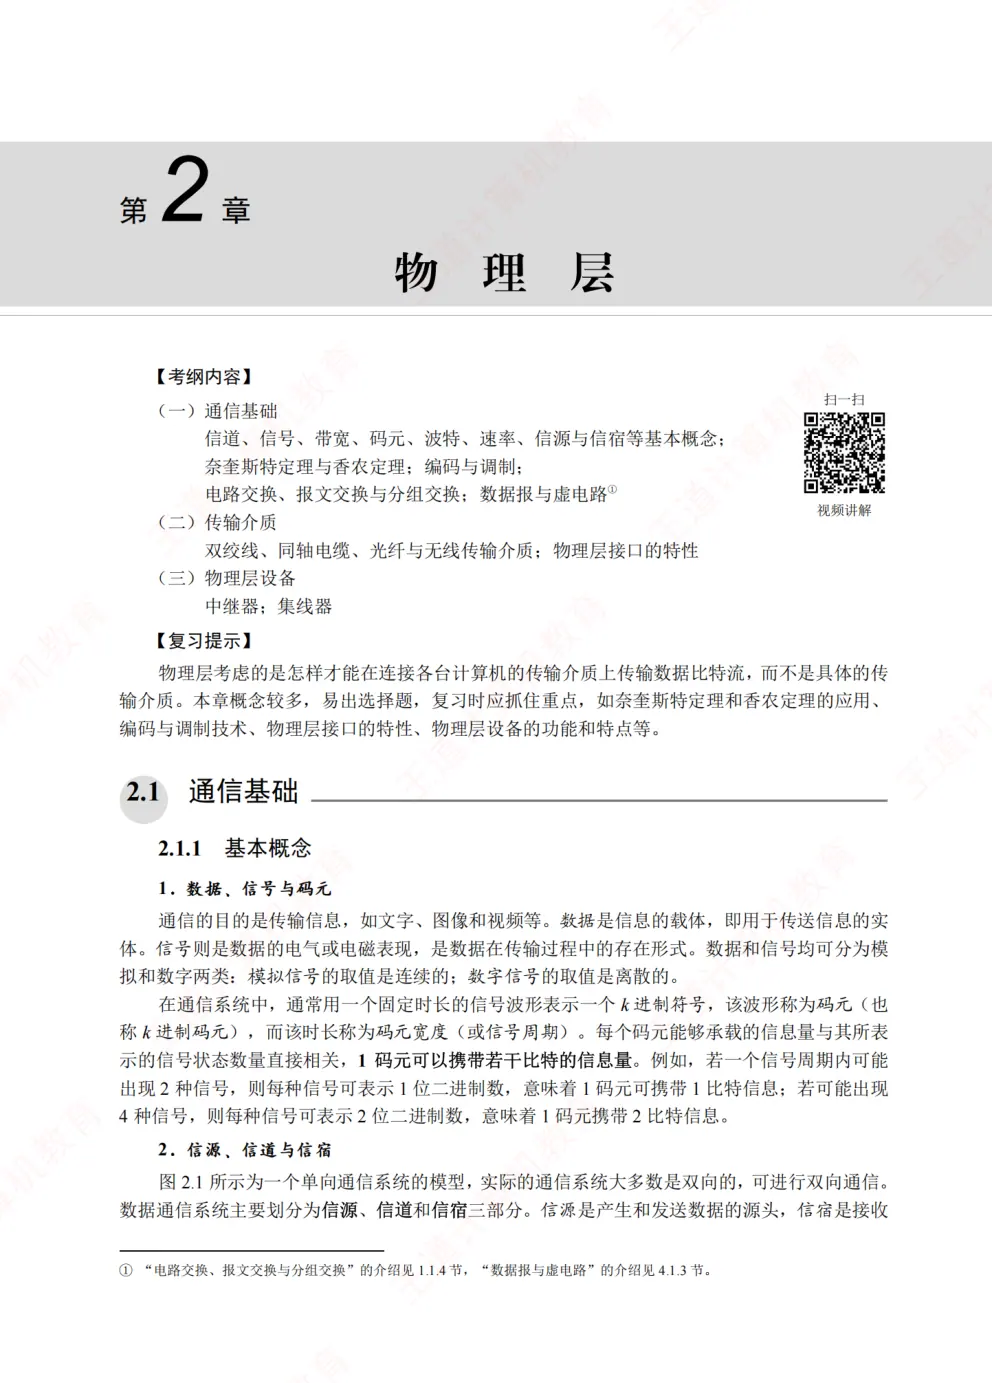 第2章
物理层
【考纲内容】
（一）通信基础
信道、信号、带宽、码元、波特、速率、信源与信宿等基本概念；
奈奎斯特定理与香农定理；编码与调制；
电路交换、报文交换与分组交换；数据报与虚电路①
（二）传输介质
双绞线、同轴电缆、光纤与无线传输介质；物理层接口的特性
（三）物理层设备
中继器；集线器
扫一扫
视频讲解
【复习提示】
物理层考虑的是怎样才能在连接各台计算机的传输介质上传输数据比特流，而不是具体的传
输介质。本章概念较多，易出选择题，复习时应抓住重点，如奈奎斯特定理和香农定理的应用、
编码与调制技术、物理层接口的特性、物理层设备的功能和特点等。
2.1 通信基础
2.1.1 基本概念
1．数据、信号与码元
通信的目的是传输信息，如文字、图像和视频等。数据是信息的载体，即用于传送信息的实
体。信号则是数据的电气或电磁表现，是数据在传输过程中的存在形式。数据和信号均可分为模
拟和数字两类：模拟信号的取值是连续的；数字信号的取值是离散的。
在通信系统中，通常用一个固定时长的信号波形表示一个 k 进制符号，该波形称为码元（也
称 k 进制码元），而该时长称为码元宽度（或信号周期）。每个码元能够承载的信息量与其所表
示的信号状态数量直接相关，1 码元可以携带若干比特的信息量。例如，若一个信号周期内可能
出现 2 种信号，则每种信号可表示 1 位二进制数，意味着 1 码元可携带 1 比特信息；若可能出现
4 种信号，则每种信号可表示 2 位二进制数，意味着 1 码元携带 2 比特信息。
2．信源、信道与信宿
图 2.1 所示为一个单向通信系统的模型，实际的通信系统大多数是双向的，可进行双向通信。
数据通信系统主要划分为信源、信道和信宿三部分。信源是产生和发送数据的源头，信宿是接收
① “电路交换、报文交换与分组交换”的介绍见 1.1.4 节，“数据报与虚电路”的介绍见 4.1.3 节。
王道计算机教育